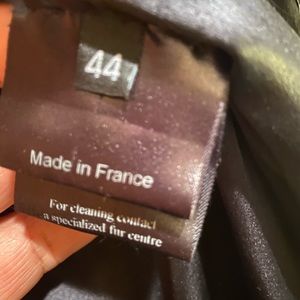 44
Made in France
For cleaning contact
a specialized fur centre